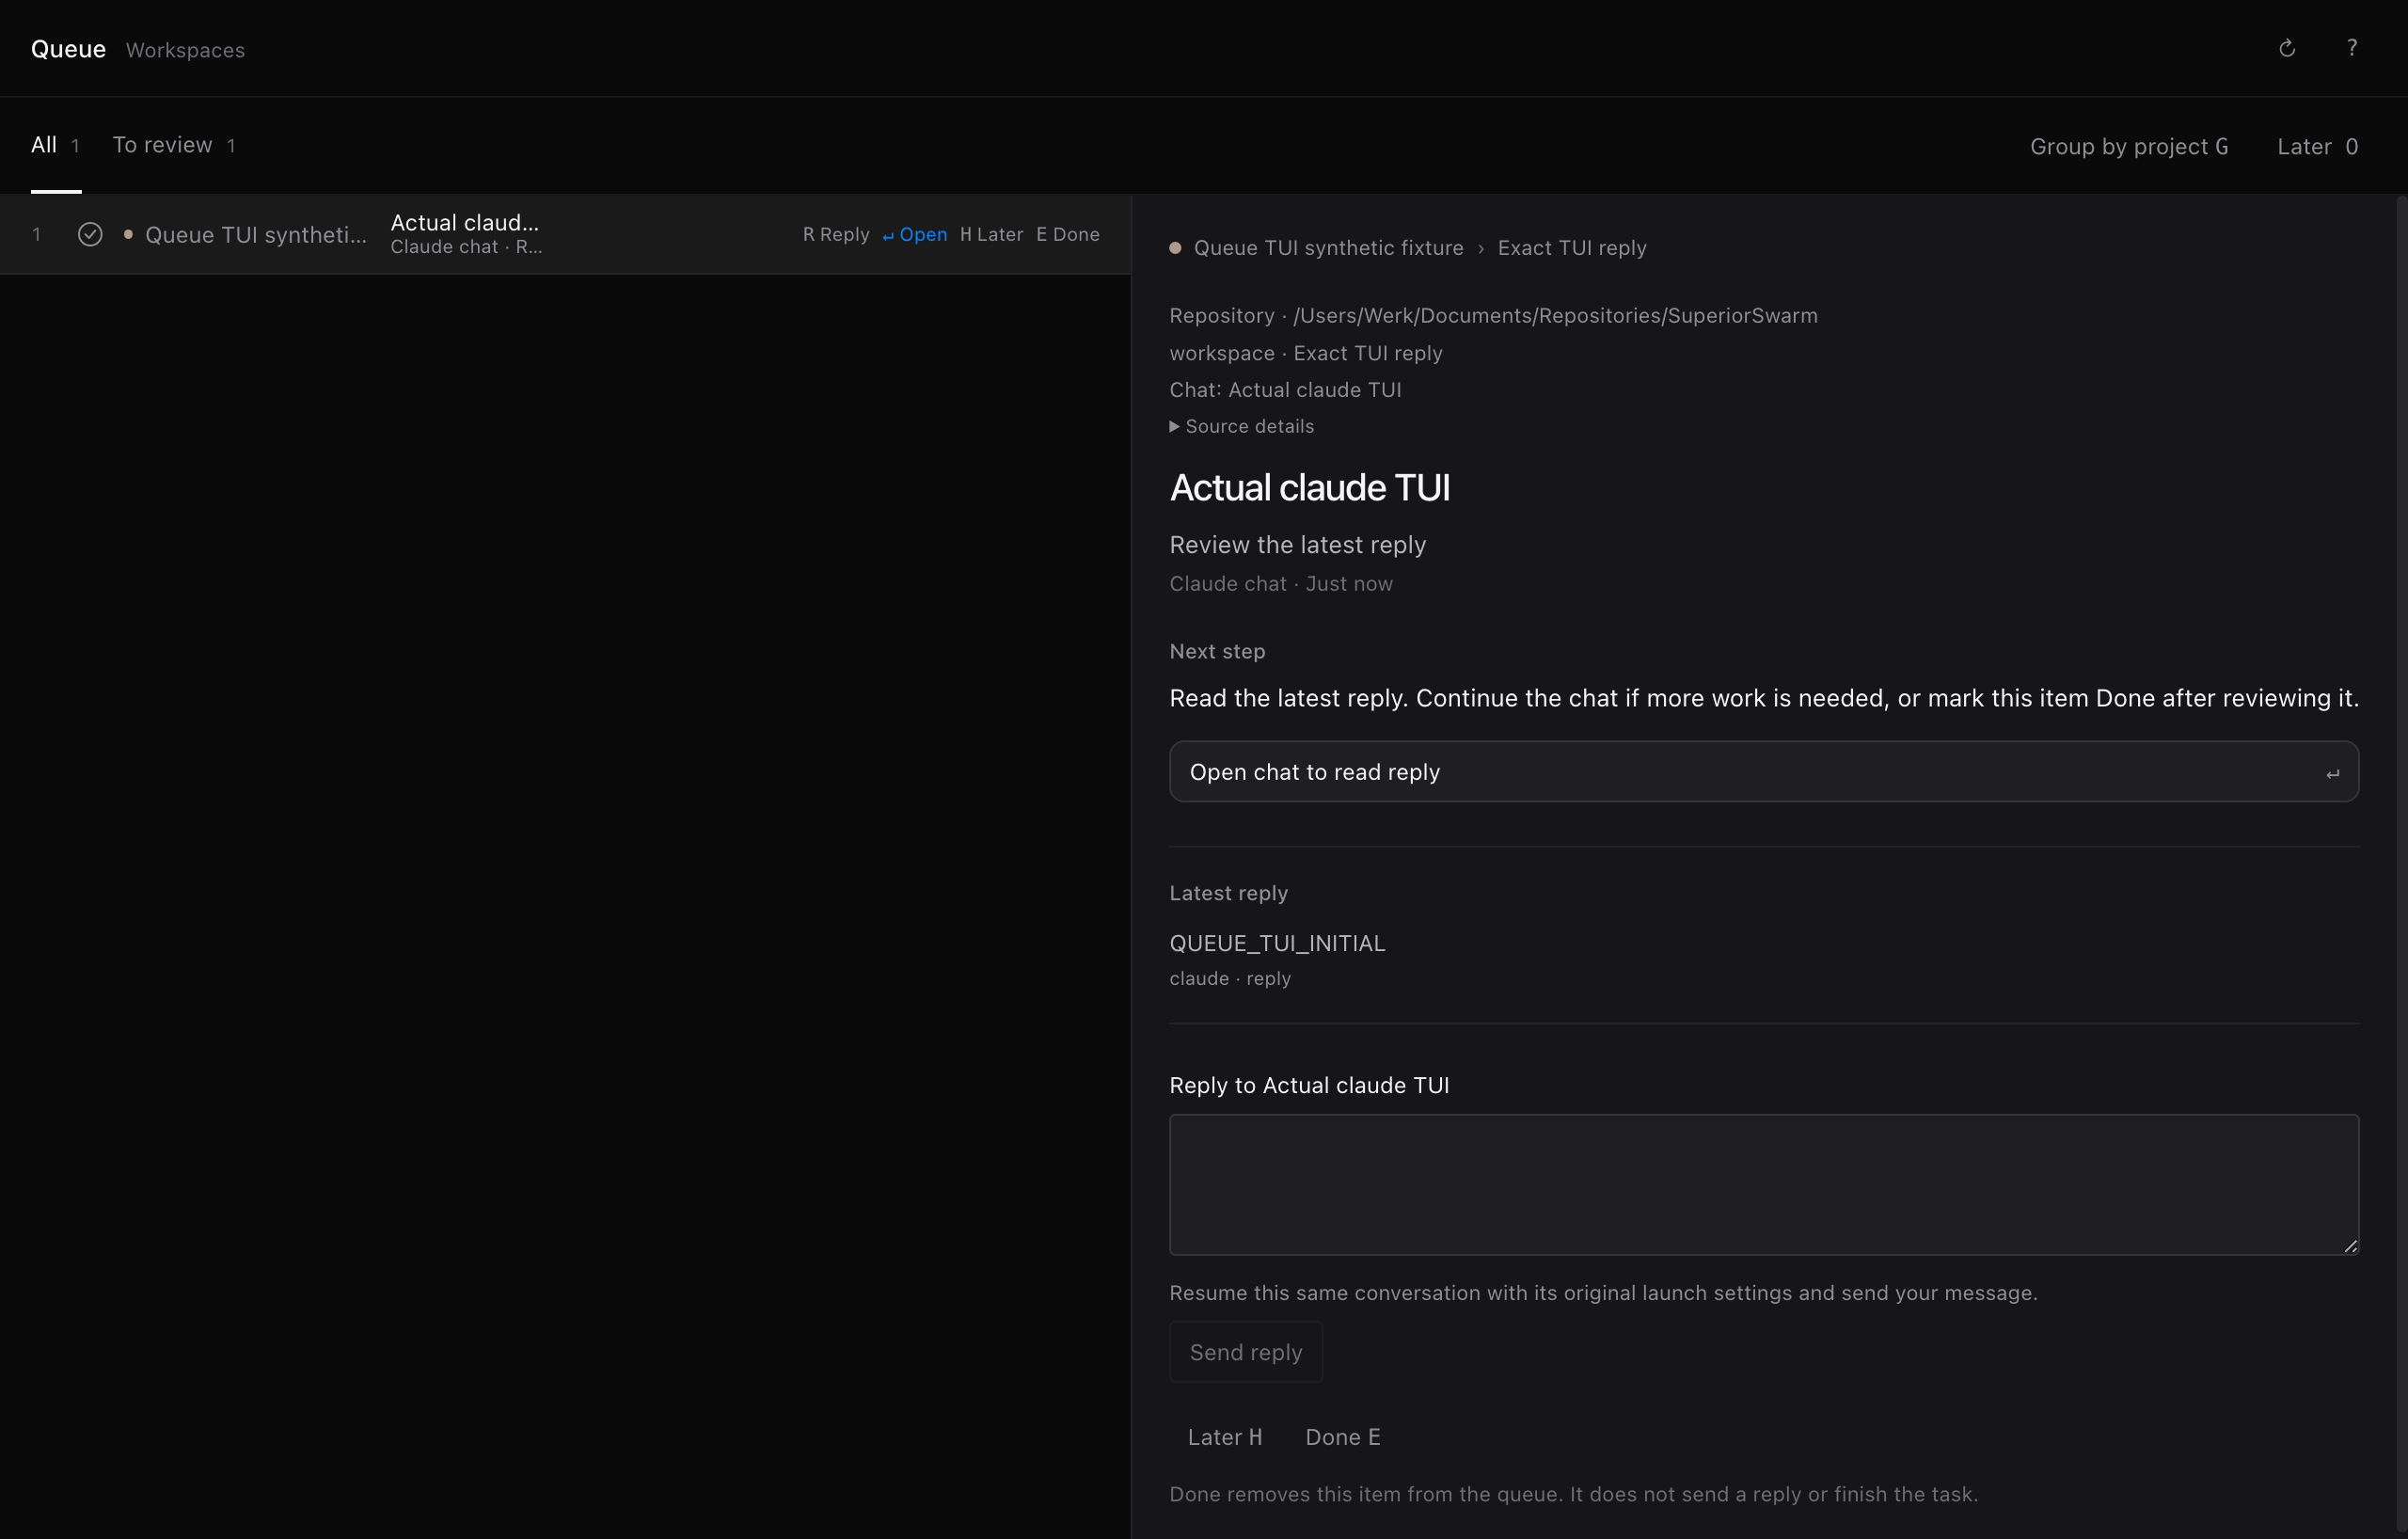 Queue Workspaces ?
All 1 To review 1 Group by project G Later 0
1 Queue TUI syntheti... Actual claud... R Reply ↵ Open H Later E Done
Claude chat · R...
Queue TUI synthetic fixture › Exact TUI reply
Repository · /Users/Werk/Documents/Repositories/SuperiorSwarm
workspace · Exact TUI reply
Chat: Actual claude TUI
Source details
Actual claude TUI
Review the latest reply
Claude chat · Just now
Next step
Read the latest reply. Continue the chat if more work is needed, or mark this item Done after reviewing it.
Open chat to read reply ↵
Latest reply
QUEUE_TUI_INITIAL
claude · reply
Reply to Actual claude TUI
Resume this same conversation with its original launch settings and send your message.
Send reply
Later H Done E
Done removes this item from the queue. It does not send a reply or finish the task.